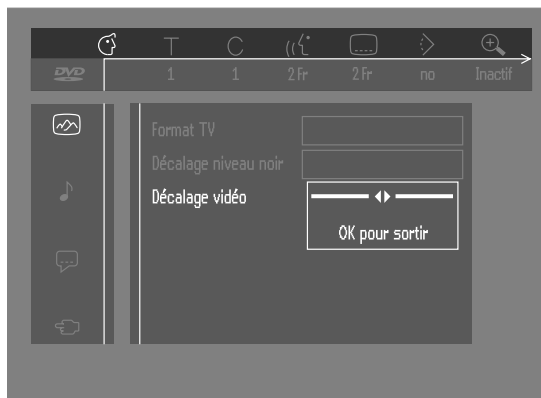 T C
DVD 1 1 2 Fr 2 Fr no Inactif
Format TV
Décalage niveau noir
Décalage vidéo
OK pour sortir